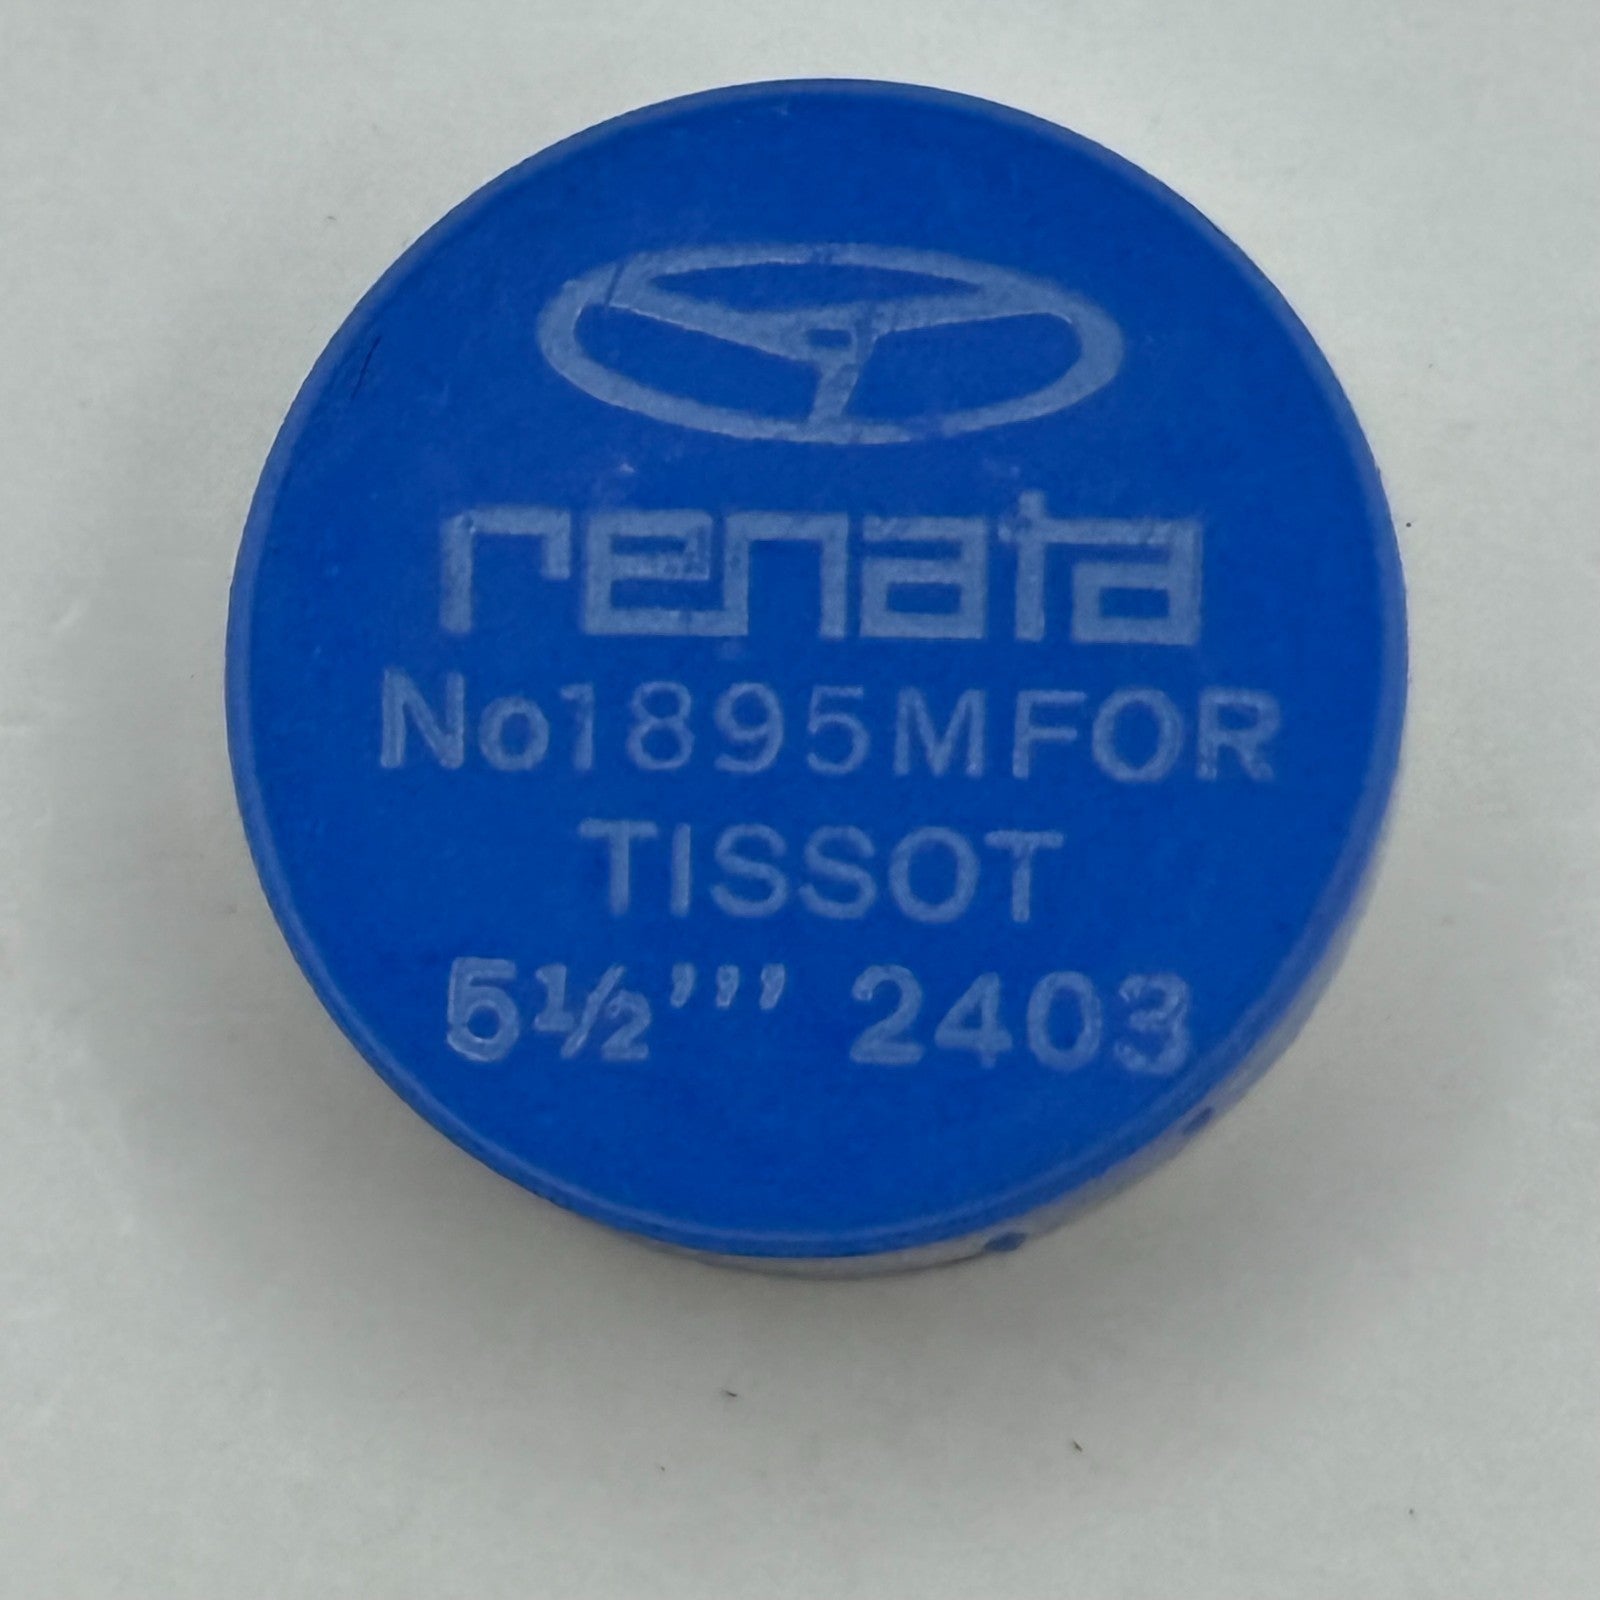 renata
No1895MFOR
TISSOT
5½''' 2403